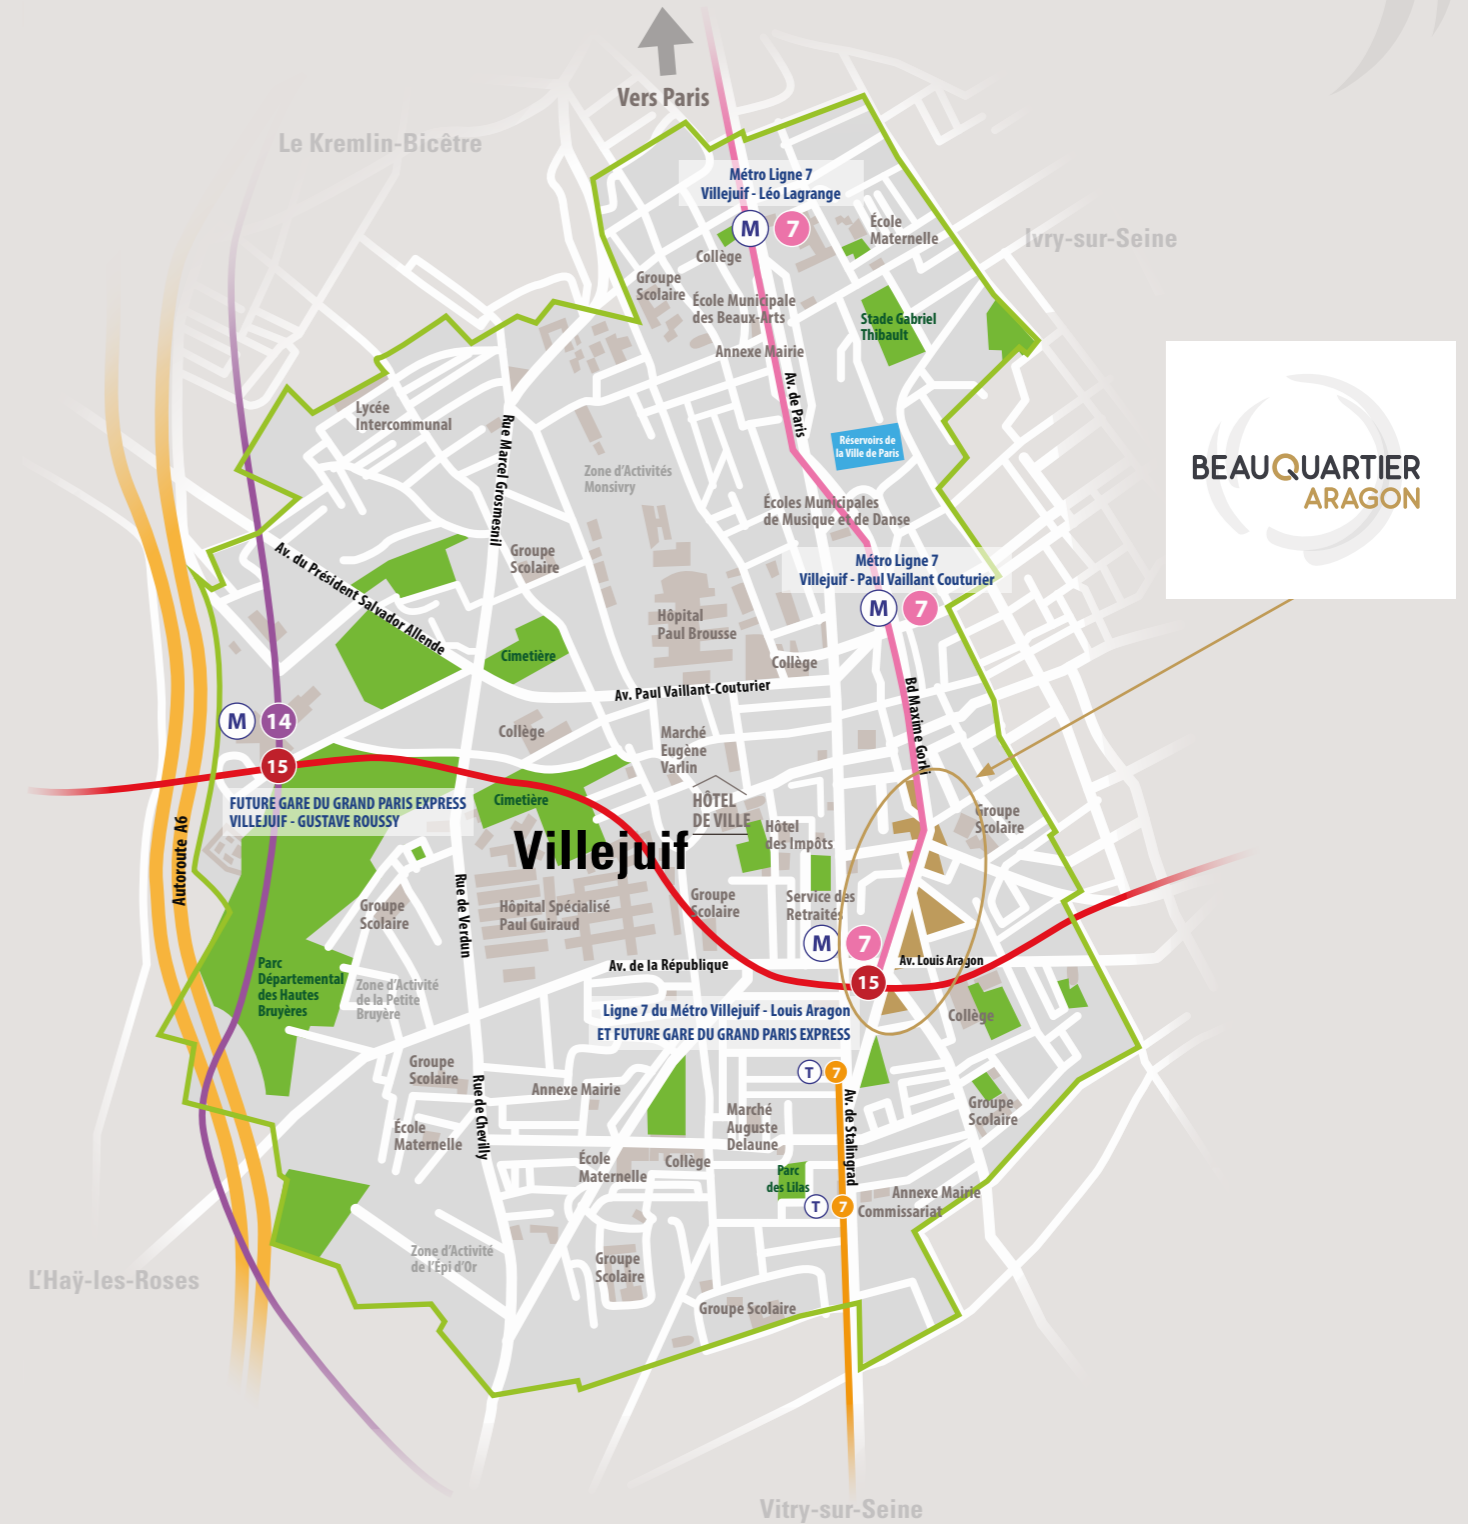 Vers Paris
Le Kremlin-Bicêtre
Métro Ligne 7
Villejuif - Léo Lagrange
M 7
École
Maternelle
Ivry-sur-Seine
Collège
Groupe
Scolaire
École Municipale
des Beaux-Arts
Stade Gabriel
Thibault
Annexe Mairie
Av. de Paris
Lycée
Intercommunal
Rue Marcel Grosmesnil
Réservoirs de
la Ville de Paris
BEAUQUARTIER
ARAGON
Zone d'Activités
Monsivry
Écoles Municipales
de Musique et de Danse
Av. du Président Salvador Allende
Groupe
Scolaire
Métro Ligne 7
Villejuif - Paul Vaillant Couturier
M 7
Hôpital
Paul Brousse
Cimetière
Collège
Av. Paul Vaillant-Couturier
Bd Maxime Gorki
M 14
15
Collège
Marché
Eugène
Varlin
FUTURE GARE DU GRAND PARIS EXPRESS
VILLEJUIF - GUSTAVE ROUSSY
Cimetière
HÔTEL
DE VILLE
Hôtel
des Impôts
Groupe
Scolaire
Villejuif
Autoroute A6
Rue de Verdun
Groupe
Scolaire
Hôpital Spécialisé
Paul Guiraud
Groupe
Scolaire
Service des
Retraités
M 7
Av. de la République
Av. Louis Aragon
15
Parc
Départemental
des Hautes
Bruyères
Zone d'Activité
de la Petite
Bruyère
Ligne 7 du Métro Villejuif - Louis Aragon
ET FUTURE GARE DU GRAND PARIS EXPRESS
Collège
Groupe
Scolaire
Annexe Mairie
T 7
Av. de Stalingrad
Rue de Chevilly
École
Maternelle
Marché
Auguste
Delaune
Groupe
Scolaire
École
Maternelle
Collège
Parc
des Lilas
T 7
Annexe Mairie
Commissariat
Zone d'Activité
de l'Épi d'Or
Groupe
Scolaire
Groupe Scolaire
L'Haÿ-les-Roses
Vitry-sur-Seine